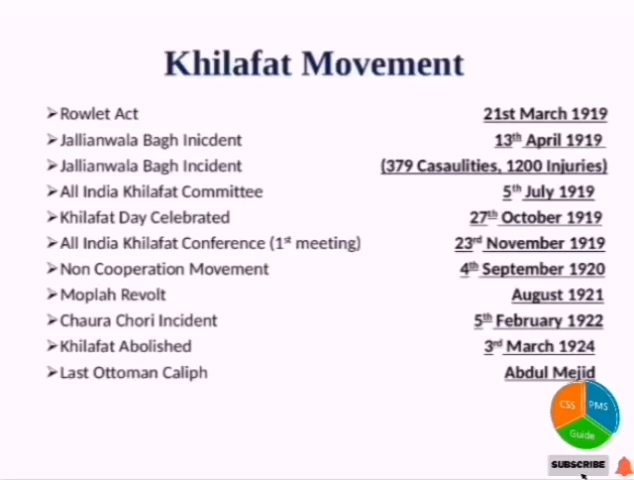 Khilafat Movement
➢Rowlet Act 21st March 1919
➢Jallianwala Bagh Inicdent 13th April 1919
➢Jallianwala Bagh Incident (379 Casaulities, 1200 Injuries)
➢All India Khilafat Committee 5th July 1919
➢Khilafat Day Celebrated 27th October 1919
➢All India Khilafat Conference (1st meeting) 23rd November 1919
➢Non Cooperation Movement 4th September 1920
➢Moplah Revolt August 1921
➢Chaura Chori Incident 5th February 1922
➢Khilafat Abolished 3rd March 1924
➢Last Ottoman Caliph Abdul Mejid
CSS PMS
Guide
SUBSCRIBE